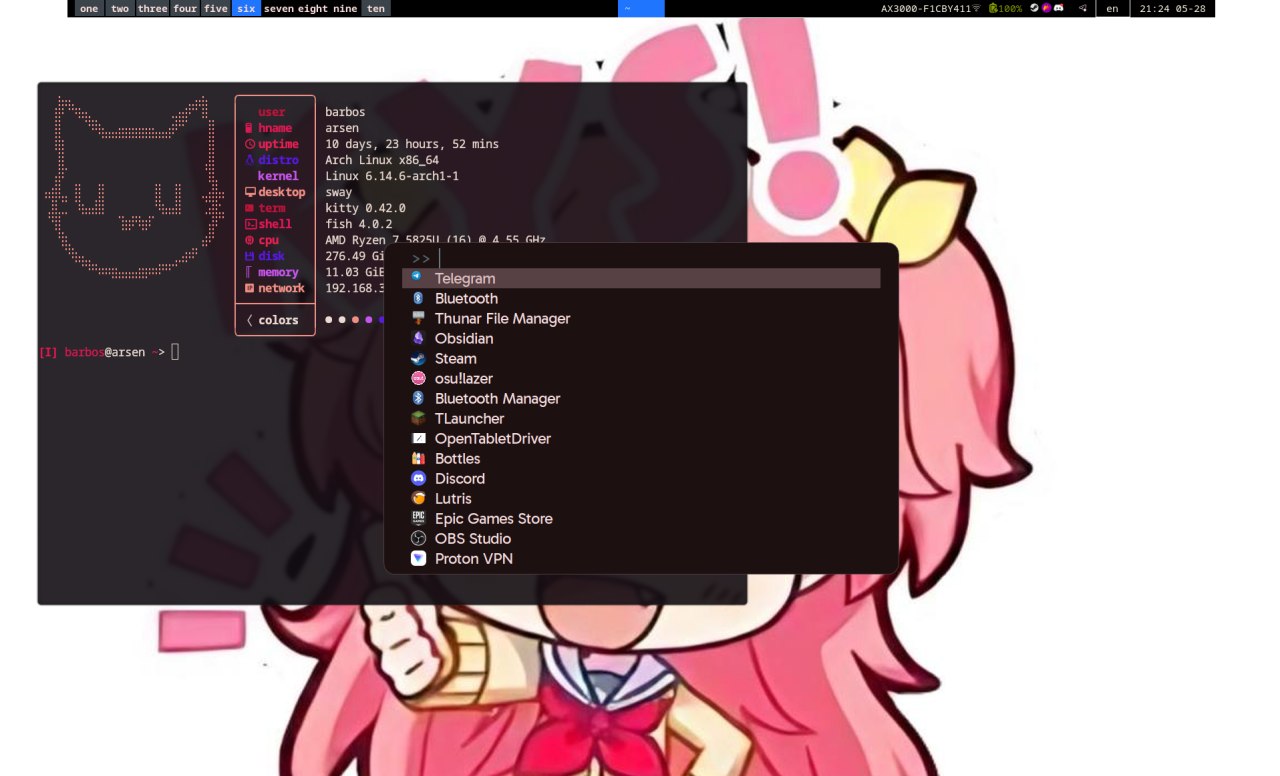 one two three four five six seven eight nine ten ~ AX3000-F1CBY411 100% en 21:24 05-28
YS!
user barbos
hname arsen
uptime 10 days, 23 hours, 52 mins
distro Arch Linux x86_64
kernel Linux 6.14.6-arch1-1
desktop sway
term kitty 0.42.0
shell fish 4.0.2
cpu AMD Ryzen 7 5825U (16) @ 4.55 GHz
disk 276.49 Gi
memory 11.03 GiB
network 192.168.3
colors
[I] barbos@arsen ~>
>>
Telegram
Bluetooth
Thunar File Manager
Obsidian
Steam
osu!lazer
Bluetooth Manager
TLauncher
OpenTabletDriver
Bottles
Discord
Lutris
Epic Games Store
OBS Studio
Proton VPN